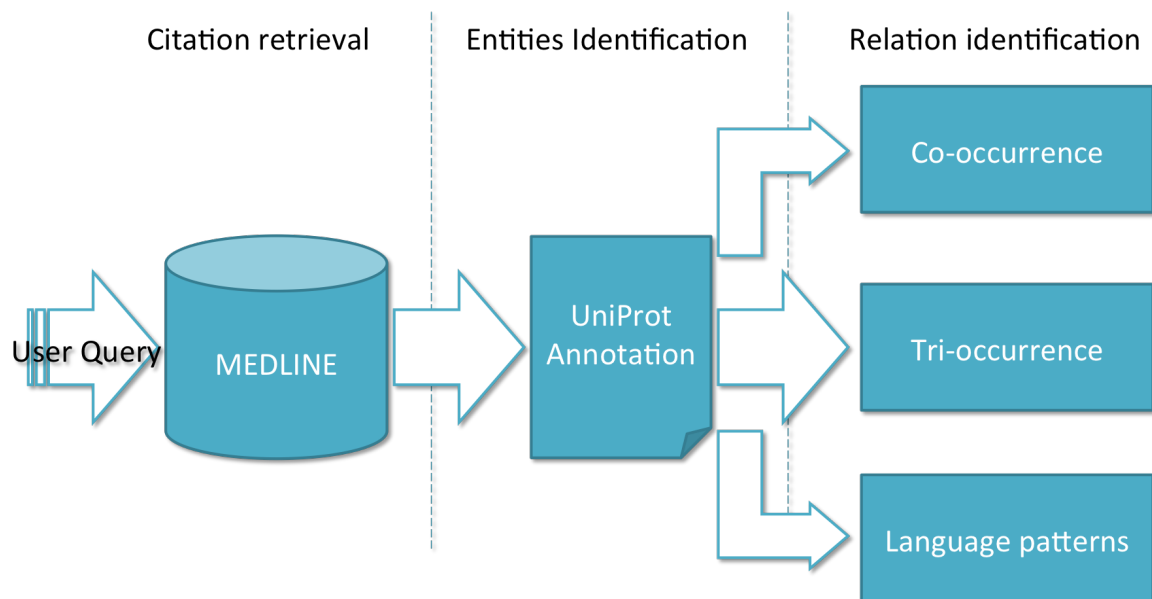 Citation retrieval
Entities Identification
Relation identification
User Query
MEDLINE
UniProt
Annotation
Co-occurrence
Tri-occurrence
Language patterns